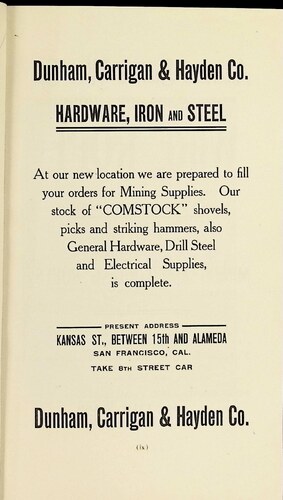 Dunham, Carrigan & Hayden Co.
HARDWARE, IRON AND STEEL
At our new location we are prepared to fill
your orders for Mining Supplies. Our
stock of "COMSTOCK" shovels,
picks and striking hammers, also
General Hardware, Drill Steel
and Electrical Supplies,
is complete.
PRESENT ADDRESS
KANSAS ST., BETWEEN 15th AND ALAMEDA
SAN FRANCISCO, CAL.
TAKE 8TH STREET CAR
Dunham, Carrigan & Hayden Co.